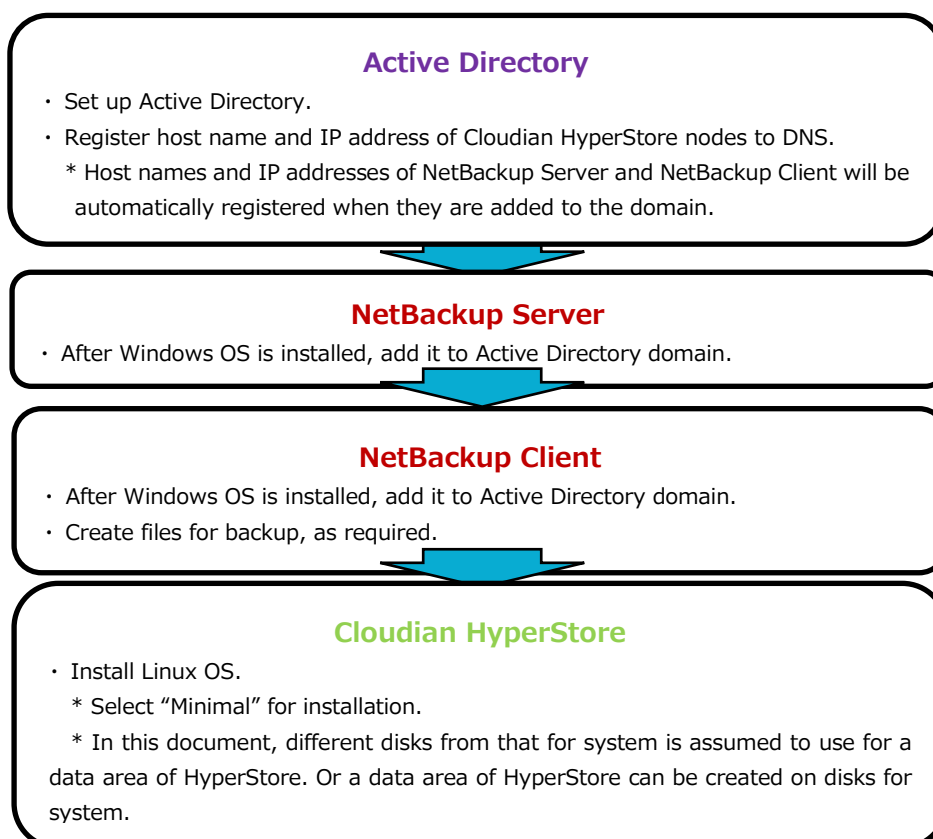 Active Directory
・ Set up Active Directory.
・ Register host name and IP address of Cloudian HyperStore nodes to DNS.
* Host names and IP addresses of NetBackup Server and NetBackup Client will be
automatically registered when they are added to the domain.
NetBackup Server
・ After Windows OS is installed, add it to Active Directory domain.
NetBackup Client
・ After Windows OS is installed, add it to Active Directory domain.
・ Create files for backup, as required.
Cloudian HyperStore
・ Install Linux OS.
* Select “Minimal” for installation.
* In this document, different disks from that for system is assumed to use for a
data area of HyperStore. Or a data area of HyperStore can be created on disks for
system.